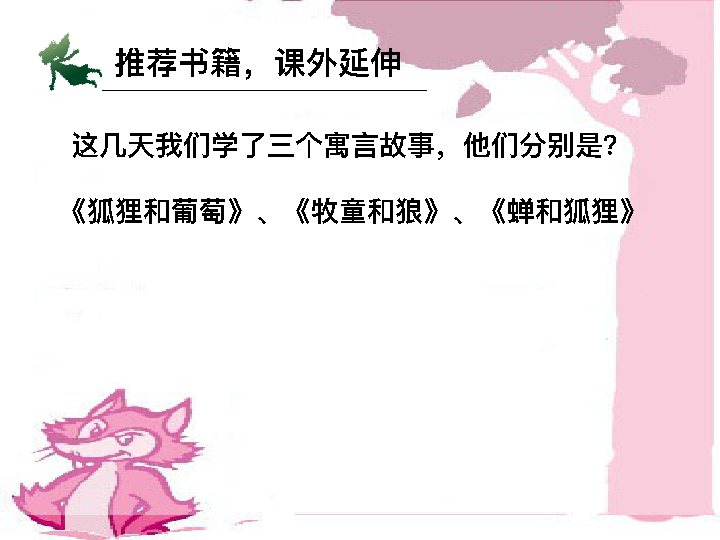 推荐书籍，课外延伸
这几天我们学了三个寓言故事，他们分别是?
《狐狸和葡萄》、《牧童和狼》、《蝉和狐狸》